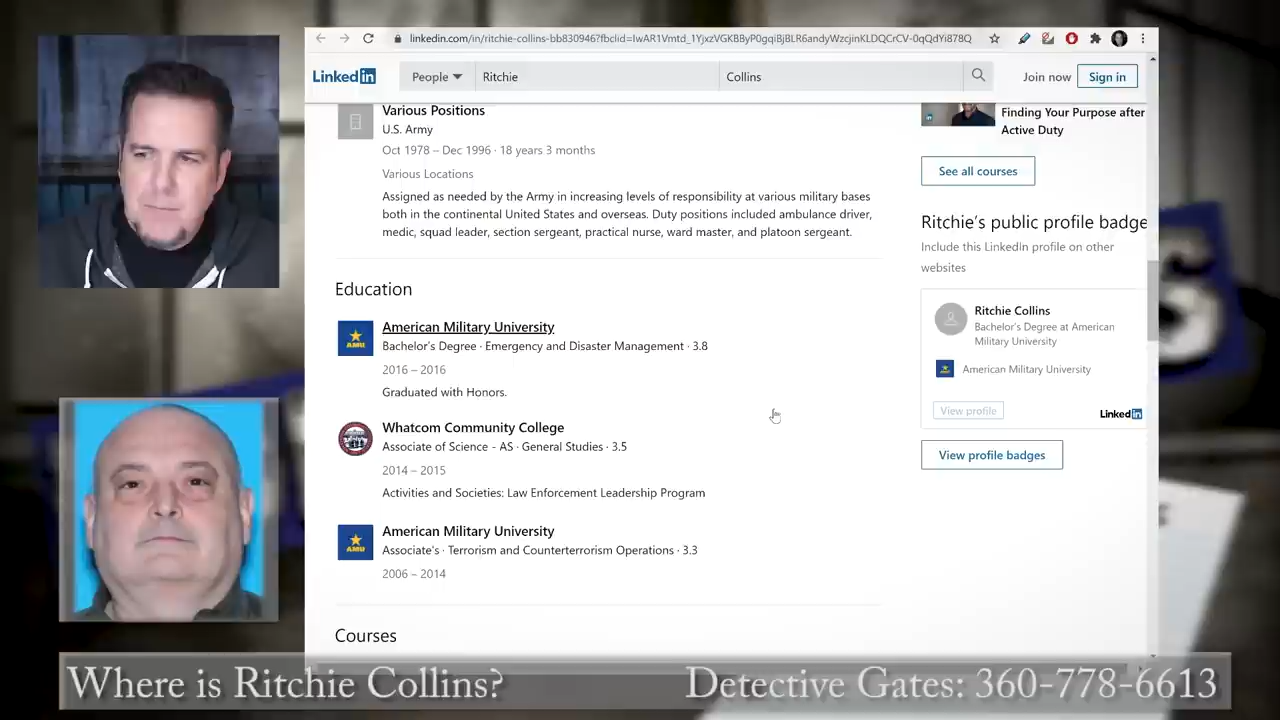 linkedin.com/in/ritchie-collins-bb830946?fbclid=IwAR1Vmtd_1YjxzVGKBByP0gqiBjBLR6andyWzcjinKLDQCrCV-0qQdYi878Q
Linked in
People
Ritchie
Collins
Join now
Sign in
Various Positions
U.S. Army
Oct 1978 – Dec 1996 · 18 years 3 months
Various Locations
Assigned as needed by the Army in increasing levels of responsibility at various military bases
both in the continental United States and overseas. Duty positions included ambulance driver,
medic, squad leader, section sergeant, practical nurse, ward master, and platoon sergeant.
Education
American Military University
Bachelor's Degree · Emergency and Disaster Management · 3.8
2016 – 2016
Graduated with Honors.
Whatcom Community College
Associate of Science - AS · General Studies · 3.5
2014 – 2015
Activities and Societies: Law Enforcement Leadership Program
American Military University
Associate's · Terrorism and Counterterrorism Operations · 3.3
2006 – 2014
Courses
AMU
AMU
Finding Your Purpose after
Active Duty
See all courses
Ritchie's public profile badge
Include this LinkedIn profile on other
websites
Ritchie Collins
Bachelor's Degree at American
Military University
American Military University
View profile
Linked in
View profile badges
Where is Ritchie Collins?
Detective Gates: 360-778-6613